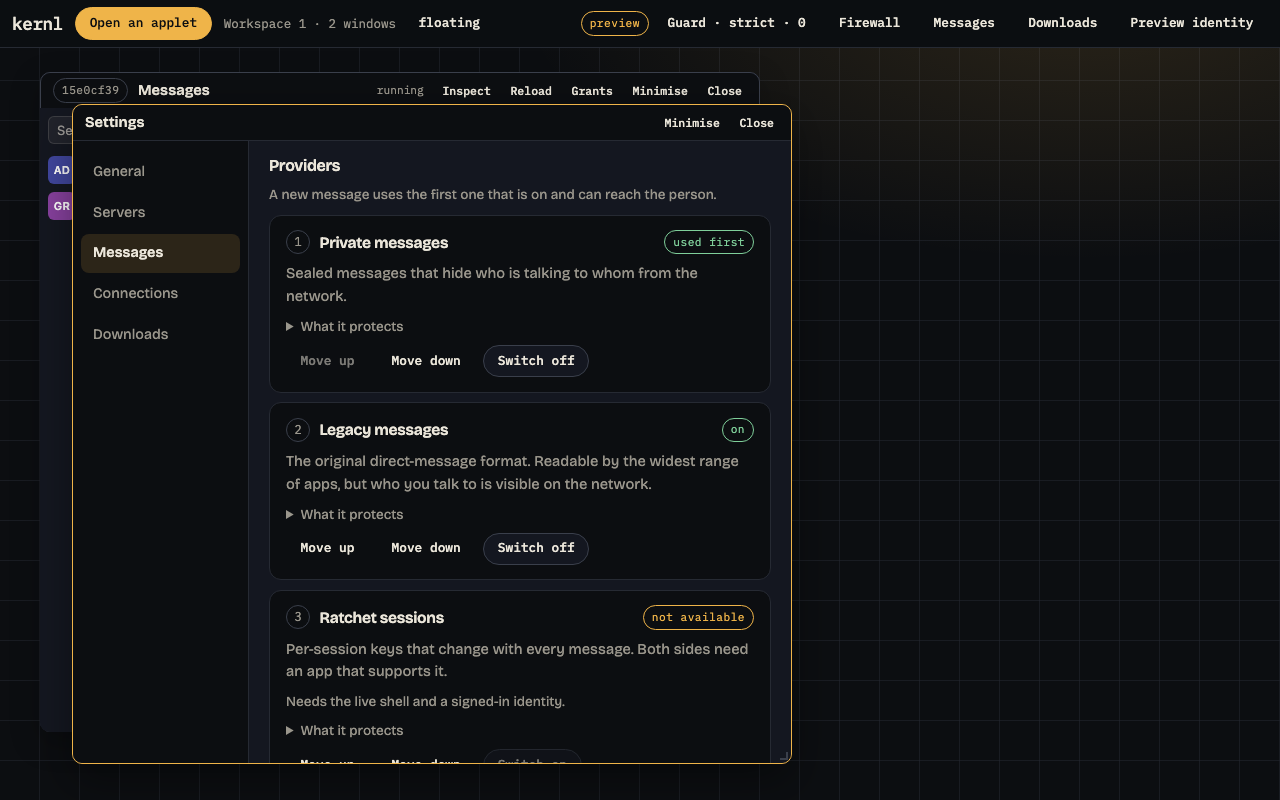 kernl
Open an applet
Workspace 1 · 2 windows
floating
preview
Guard · strict · 0
Firewall
Messages
Downloads
Preview identity
15e0cf39
Messages
running
Inspect
Reload
Grants
Minimise
Close
Se
AD
GR
Settings
Minimise
Close
General
Servers
Messages
Connections
Downloads
Providers
A new message uses the first one that is on and can reach the person.
1
Private messages
used first
Sealed messages that hide who is talking to whom from the
network.
What it protects
Move up
Move down
Switch off
2
Legacy messages
on
The original direct-message format. Readable by the widest range
of apps, but who you talk to is visible on the network.
What it protects
Move up
Move down
Switch off
3
Ratchet sessions
not available
Per-session keys that change with every message. Both sides need
an app that supports it.
Needs the live shell and a signed-in identity.
What it protects
Move up
Move down
Switch on